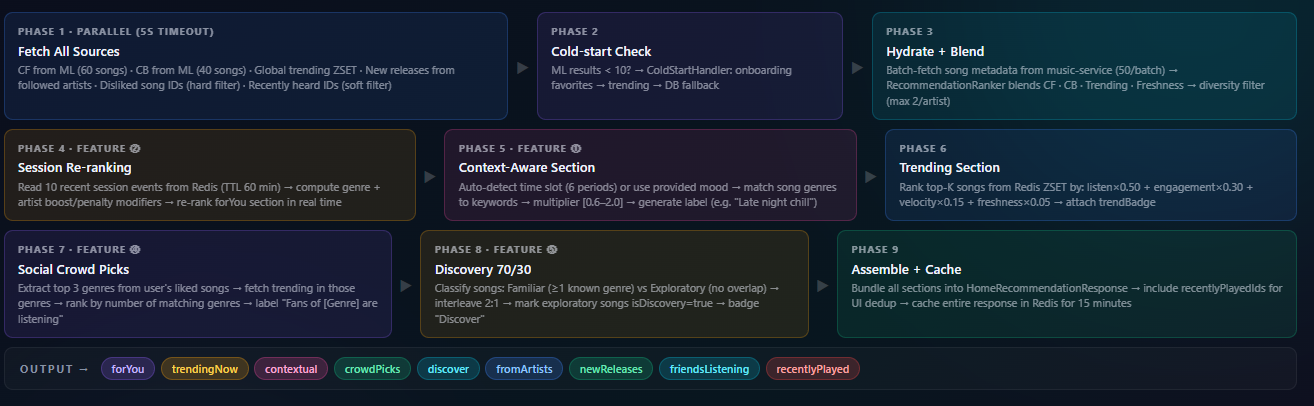 PHASE 1 · PARALLEL (5S TIMEOUT)
Fetch All Sources
CF from ML (60 songs) · CB from ML (40 songs) · Global trending ZSET · New releases from
followed artists · Disliked song IDs (hard filter) · Recently heard IDs (soft filter)
▶
PHASE 2
Cold-start Check
ML results < 10? → ColdStartHandler: onboarding
favorites → trending → DB fallback
▶
PHASE 3
Hydrate + Blend
Batch-fetch song metadata from music-service (50/batch) →
RecommendationRanker blends CF · CB · Trending · Freshness → diversity filter
(max 2/artist)
PHASE 4 · FEATURE
Session Re-ranking
Read 10 recent session events from Redis (TTL 60 min) → compute genre +
artist boost/penalty modifiers → re-rank forYou section in real time
▶
PHASE 5 · FEATURE
Context-Aware Section
Auto-detect time slot (6 periods) or use provided mood → match song genres
to keywords → multiplier [0.6–2.0] → generate label (e.g. "Late night chill")
▶
PHASE 6
Trending Section
Rank top-K songs from Redis ZSET by: listen×0.50 + engagement×0.30 +
velocity×0.15 + freshness×0.05 → attach trendBadge
PHASE 7 · FEATURE
Social Crowd Picks
Extract top 3 genres from user's liked songs → fetch trending in those
genres → rank by number of matching genres → label "Fans of [Genre] are
listening"
▶
PHASE 8 · FEATURE
Discovery 70/30
Classify songs: Familiar (≥1 known genre) vs Exploratory (no overlap) →
interleave 2:1 → mark exploratory songs isDiscovery=true → badge
"Discover"
▶
PHASE 9
Assemble + Cache
Bundle all sections into HomeRecommendationResponse → include recentlyPlayedIds for
UI dedup → cache entire response in Redis for 15 minutes
OUTPUT → forYou trendingNow contextual crowdPicks discover fromArtists newReleases friendsListening recentlyPlayed